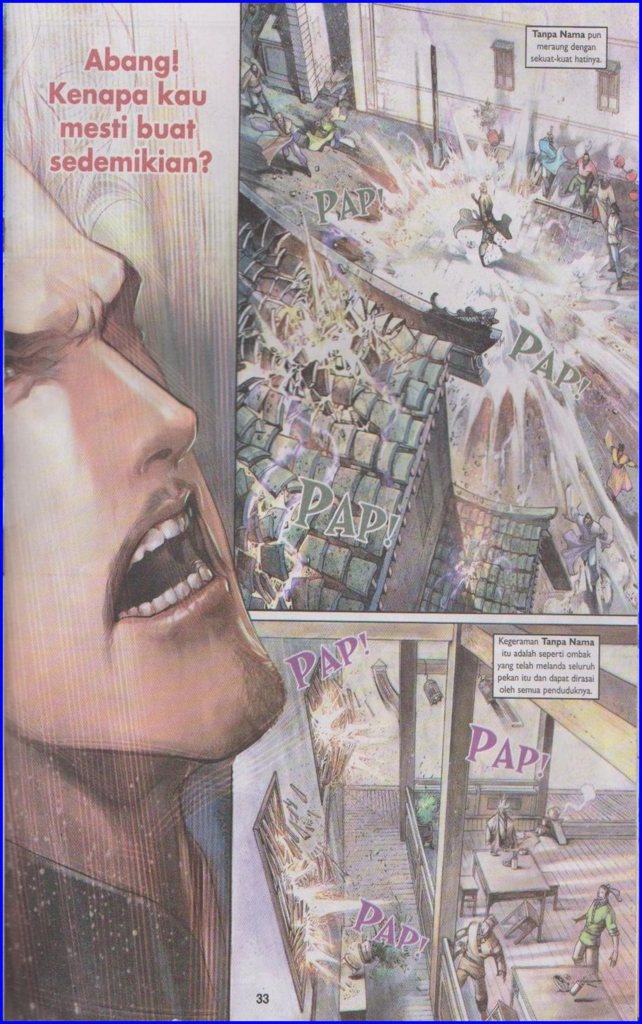 Abang!
Kenapa kau
mesti buat
sedemikian?
Tanpa Nama pun
meraung dengan
sekuat-kuat hatinya.
PAP!
PAP!
PAP!
PAP!
Kegeraman Tanpa Nama
itu adalah seperti ombak
yang telah melanda seluruh
pekan itu dan dapat dirasai
oleh semua penduduknya.
PAP!
PAP!
33